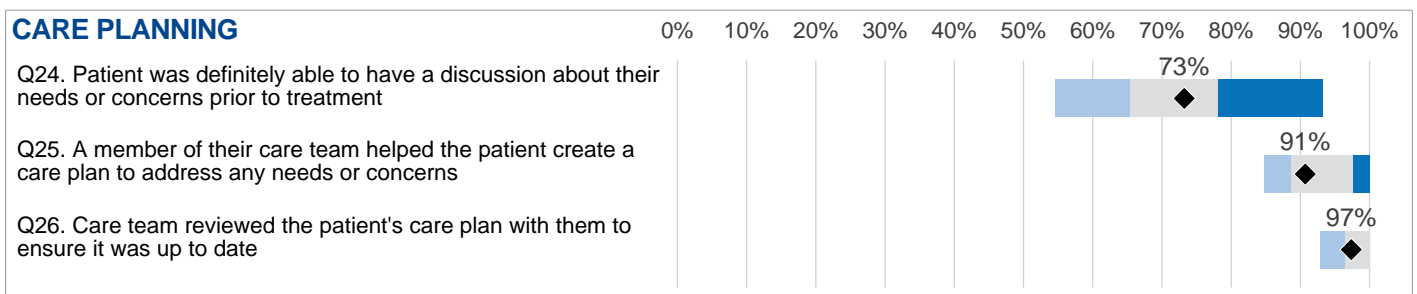 CARE PLANNING
0% 10% 20% 30% 40% 50% 60% 70% 80% 90% 100%
Q24. Patient was definitely able to have a discussion about their
needs or concerns prior to treatment
73%
Q25. A member of their care team helped the patient create a
care plan to address any needs or concerns
91%
Q26. Care team reviewed the patient's care plan with them to
ensure it was up to date
97%